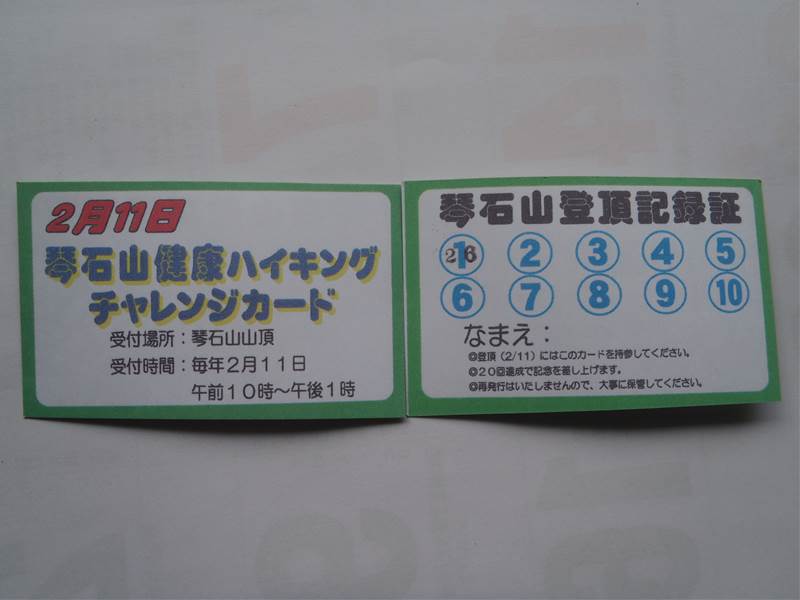 2月11日
琴石山健康ハイキング
チャレンジカード
受付場所：琴石山山頂
受付時間：毎年2月11日
午前10時～午後1時
琴石山登頂記録証
① ② ③ ④ ⑤
26
⑥ ⑦ ⑧ ⑨ ⑩
なまえ：
◎登頂（2/11）にはこのカードを持参してください。
◎20回達成で記念を差し上げます。
◎再発行はいたしませんので、大事に保管してください。